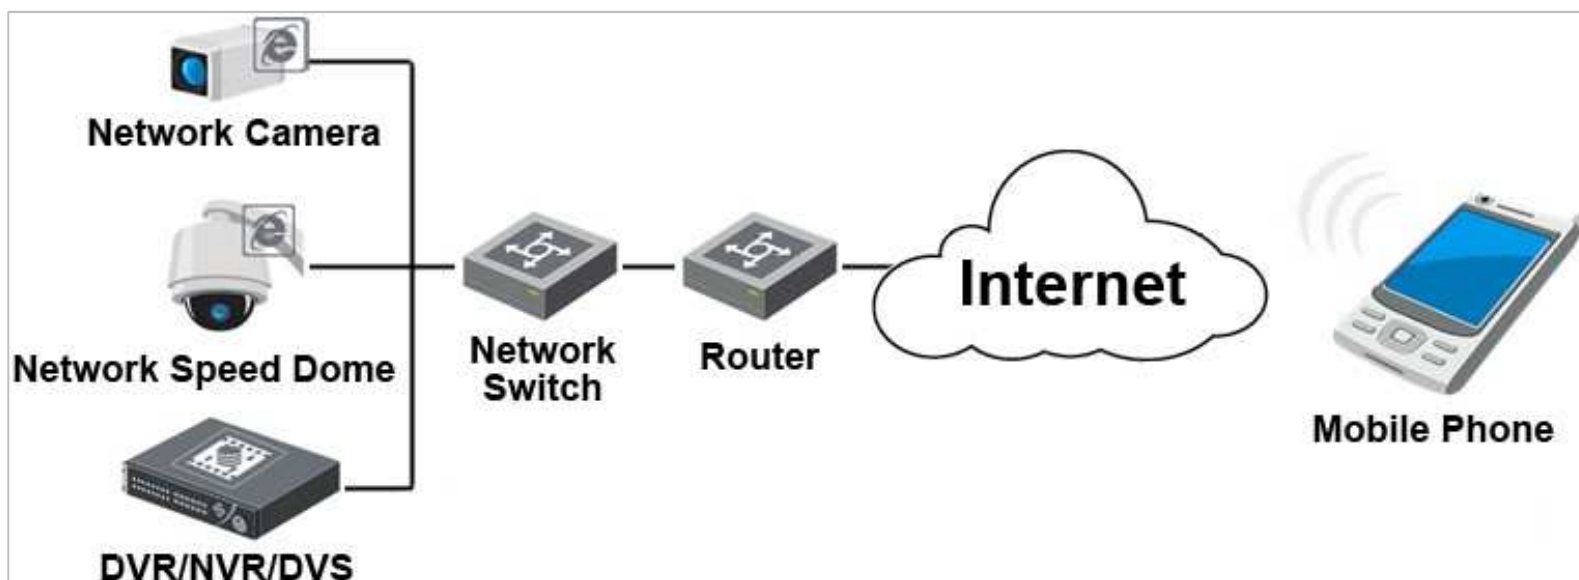 Network Camera
Network Speed Dome
DVR/NVR/DVS
Network
Switch
Router
Internet
Mobile Phone